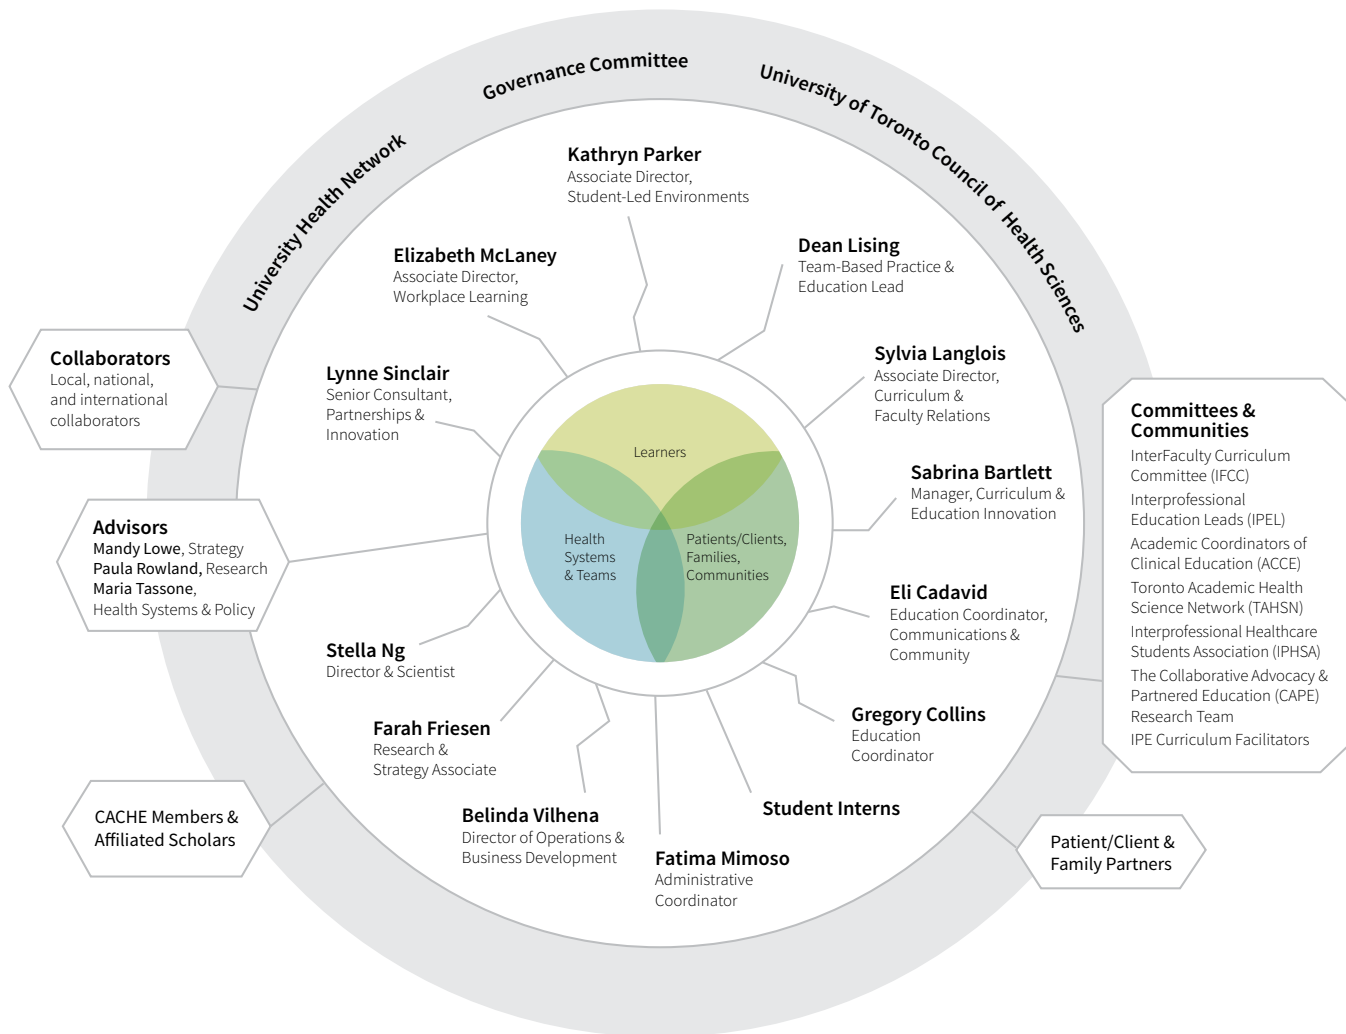 University Health Network
Governance Committee
University of Toronto Council of Health Sciences
Kathryn Parker
Associate Director,
Student-Led Environments
Elizabeth McLaney
Associate Director,
Workplace Learning
Dean Lising
Team-Based Practice &
Education Lead
Lynne Sinclair
Senior Consultant,
Partnerships &
Innovation
Sylvia Langlois
Associate Director,
Curriculum &
Faculty Relations
Collaborators
Local, national,
and international
collaborators
Committees &
Communities
InterFaculty Curriculum
Committee (IFCC)
Interprofessional
Education Leads (IPEL)
Academic Coordinators of
Clinical Education (ACCE)
Toronto Academic Health
Science Network (TAHSN)
Interprofessional Healthcare
Students Association (IPHSA)
The Collaborative Advocacy &
Partnered Education (CAPE)
Research Team
IPE Curriculum Facilitators
Learners
Health
Systems
& Teams
Patients/Clients,
Families,
Communities
Sabrina Bartlett
Manager, Curriculum &
Education Innovation
Advisors
Mandy Lowe, Strategy
Paula Rowland, Research
Maria Tassone,
Health Systems & Policy
Eli Cadavid
Education Coordinator,
Communications &
Community
Stella Ng
Director & Scientist
Gregory Collins
Education
Coordinator
Farah Friesen
Research &
Strategy Associate
Student Interns
Belinda Vilhena
Director of Operations &
Business Development
Fatima Mimoso
Administrative
Coordinator
CACHE Members &
Affiliated Scholars
Patient/Client &
Family Partners